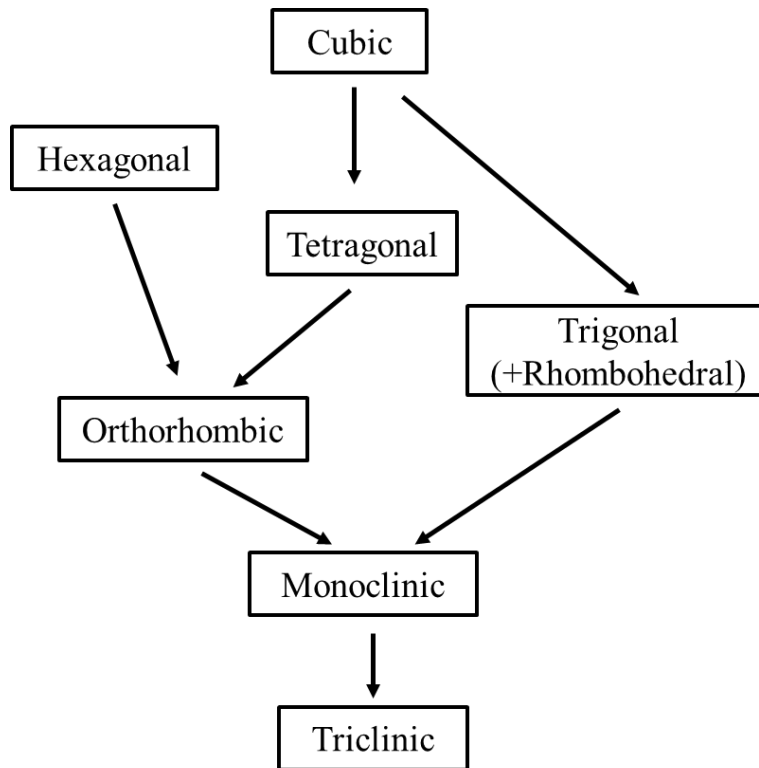 Cubic
Hexagonal
Tetragonal
Trigonal
(+Rhombohedral)
Orthorhombic
Monoclinic
Triclinic